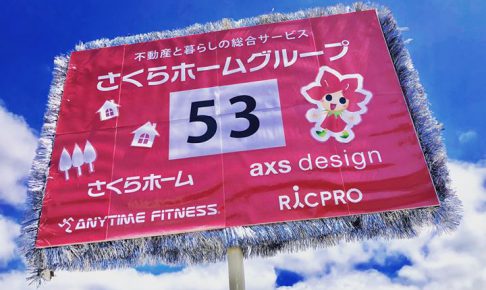 不動産と暮らしの総合サービス
さくらホームグループ
53
さくらホーム
axs design
ANYTIME FITNESS®
RICPRO